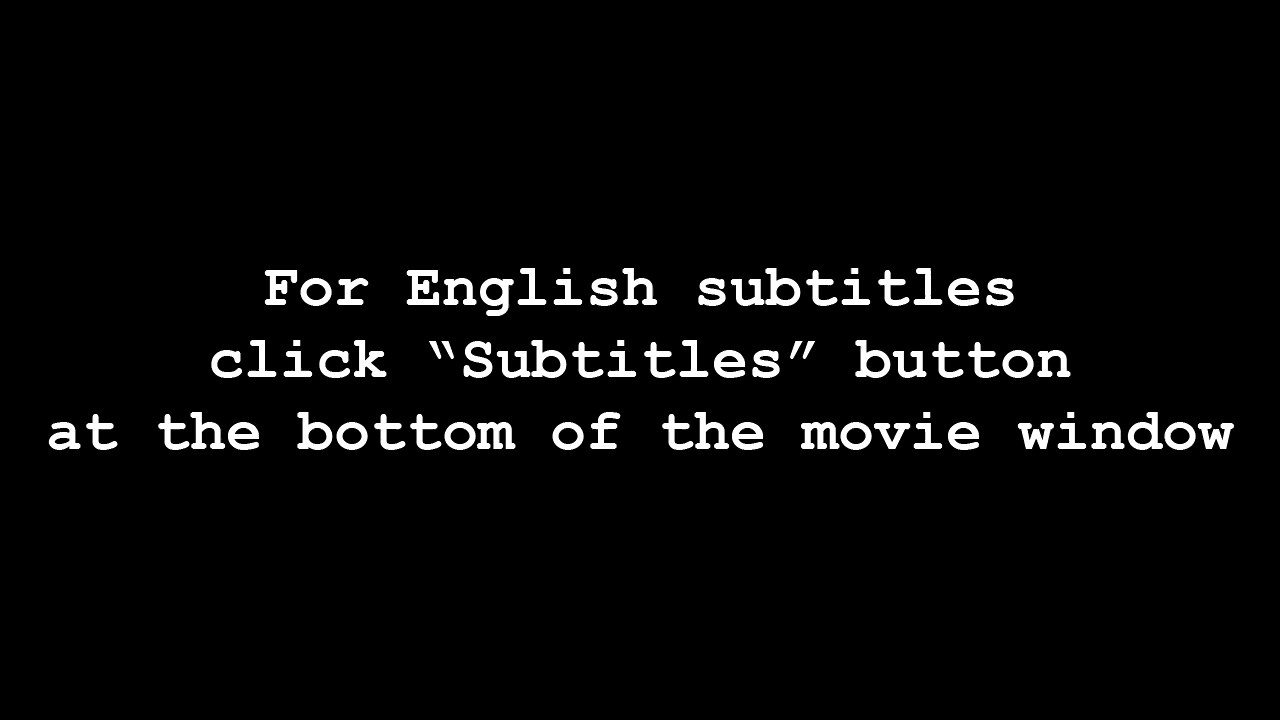 For English subtitles
click “Subtitles” button
at the bottom of the movie window